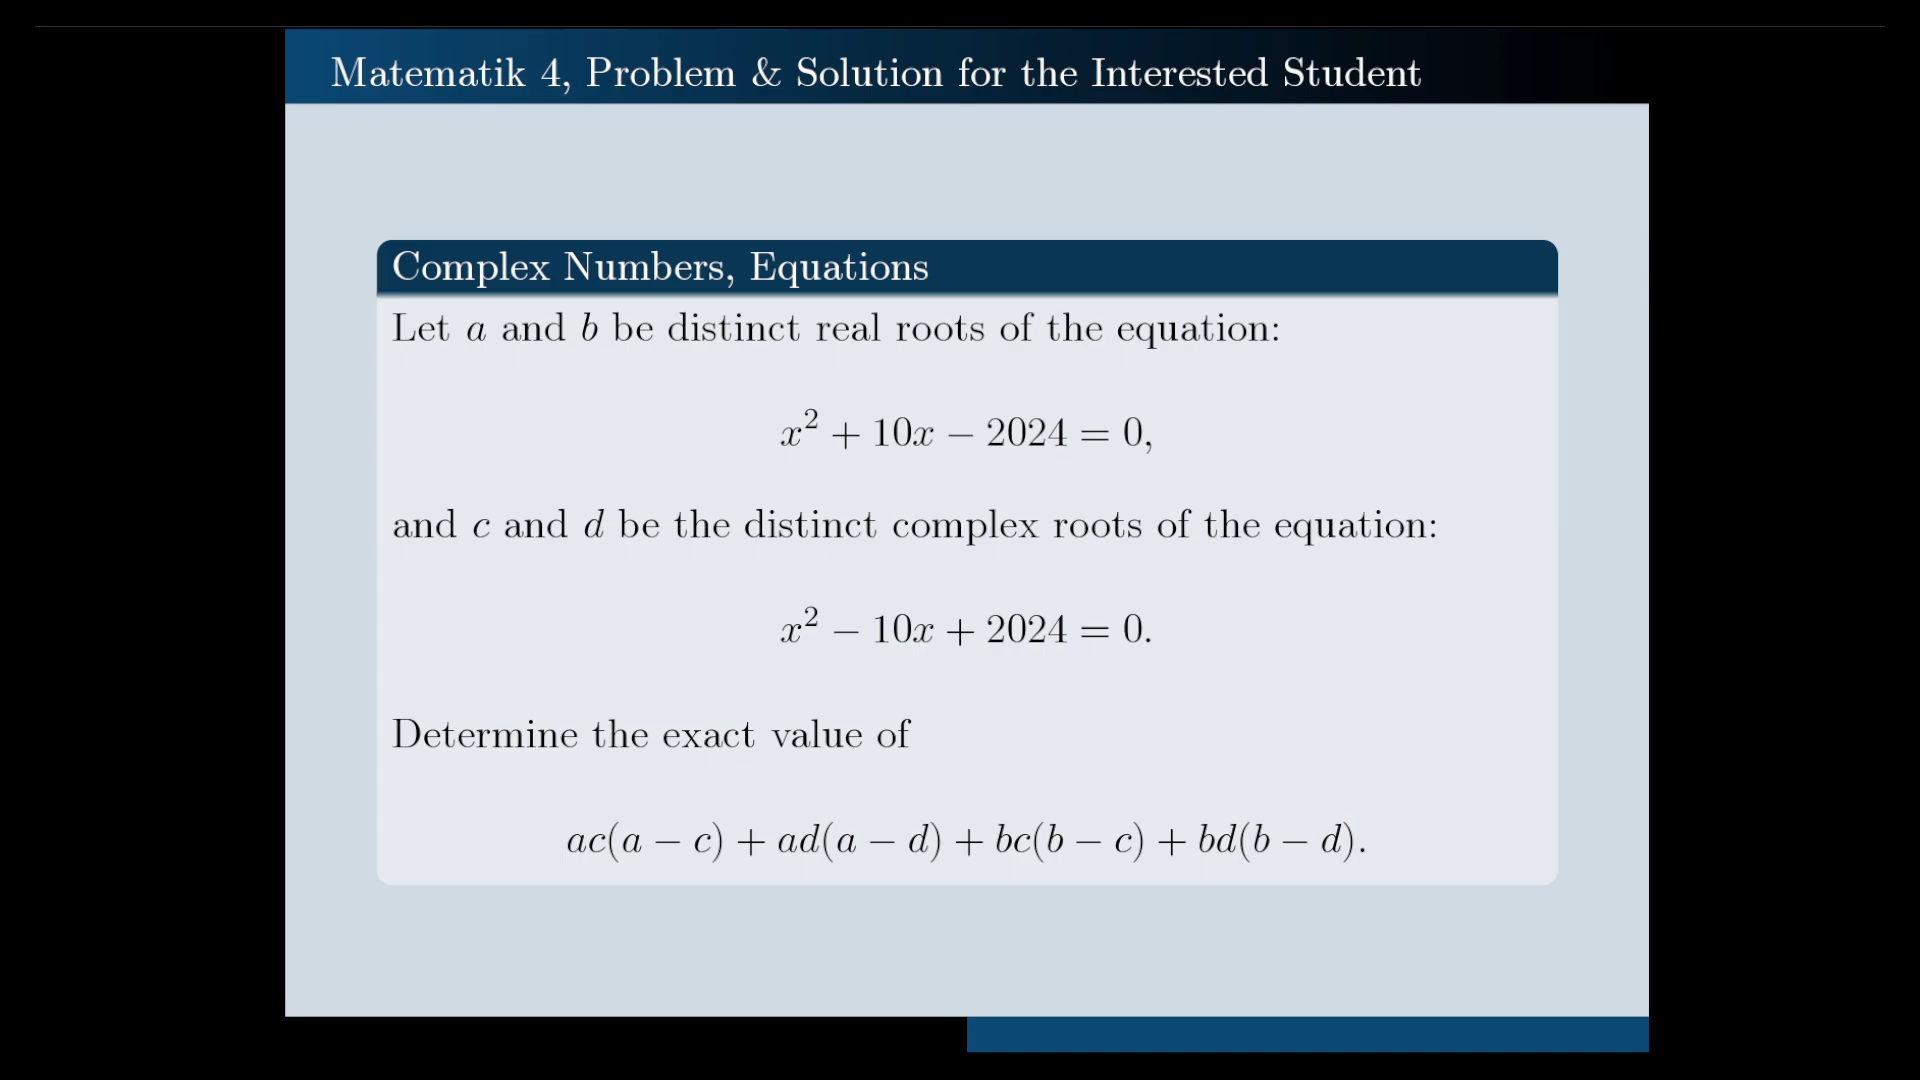 Matematik 4, Problem & Solution for the Interested Student
Complex Numbers, Equations
Let a and b be distinct real roots of the equation:
x² + 10x − 2024 = 0,
and c and d be the distinct complex roots of the equation:
x² − 10x + 2024 = 0.
Determine the exact value of
ac(a − c) + ad(a − d) + bc(b − c) + bd(b − d).